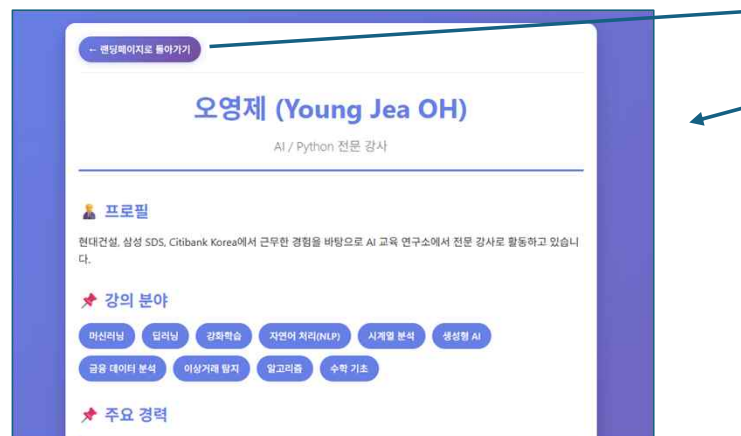 ← 랜딩페이지로 돌아가기
오영제 (Young Jea OH)
AI / Python 전문 강사
프로필
현대건설, 삼성 SDS, Citibank Korea에서 근무한 경험을 바탕으로 AI 교육 연구소에서 전문 강사로 활동하고 있습니
다.
강의 분야
머신러닝 딥러닝 강화학습 자연어 처리(NLP) 시계열 분석 생성형 AI
금융 데이터 분석 이상거래 탐지 알고리즘 수학 기초
주요 경력